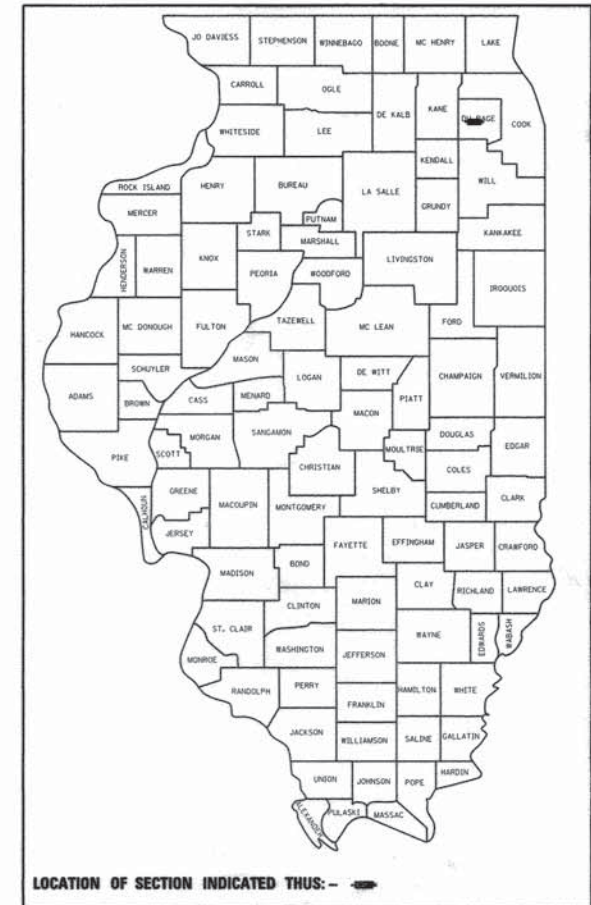 JO DAVIESS STEPHENSON WINNEBAGO BOONE MC HENRY LAKE
CARROLL OGLE
DE KALB KANE DU PAGE COOK
WHITESIDE LEE
KENDALL
ROCK ISLAND HENRY BUREAU LA SALLE GRUNDY WILL
MERCER PUTNAM
STARK MARSHALL KANKAKEE
HENDERSON WARREN KNOX PEORIA WOODFORD LIVINGSTON IROQUOIS
TAZEWELL MC LEAN FORD
HANCOCK MC DONOUGH FULTON
MASON
SCHUYLER LOGAN DE WITT CHAMPAIGN VERMILION
ADAMS BROWN CASS MENARD MACON PIATT
MORGAN SANGAMON DOUGLAS
PIKE SCOTT CHRISTIAN MOULTRIE COLES EDGAR
GREENE SHELBY
CALHOUN MACOUPIN MONTGOMERY CUMBERLAND CLARK
JERSEY
FAYETTE EFFINGHAM JASPER CRAWFORD
MADISON BOND
CLAY RICHLAND LAWRENCE
CLINTON MARION
ST. CLAIR WAYNE EDWARDS WABASH
MONROE WASHINGTON JEFFERSON
RANDOLPH PERRY HAMILTON WHITE
FRANKLIN
JACKSON WILLIAMSON SALINE GALLATIN
UNION JOHNSON POPE HARDIN
ALEXANDER PULASKI MASSAC
LOCATION OF SECTION INDICATED THUS: -